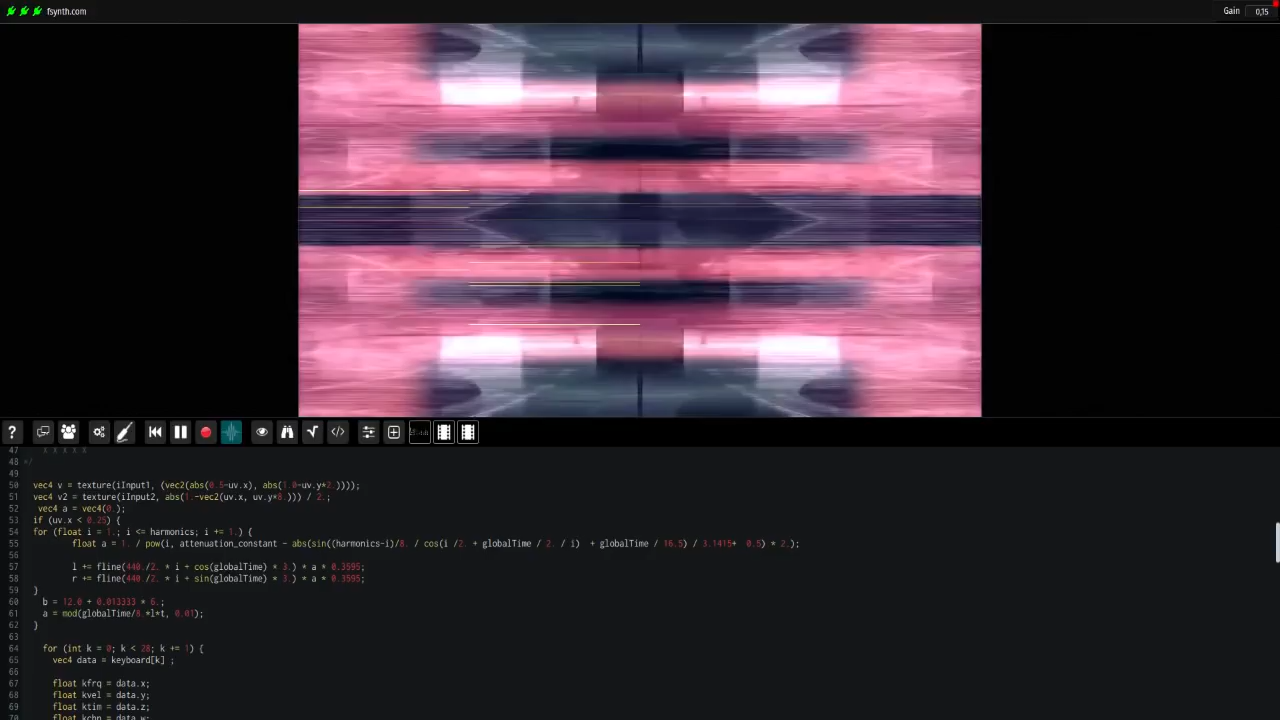 fsynth.com
Gain 0,15
47 x x x x x
48 */
49
50 vec4 v = texture(iInput1, (vec2(abs(0.5-uv.x), abs(1.0-uv.y*2.))));
51 vec4 v2 = texture(iInput2, abs(1.-vec2(uv.x, uv.y*8.))) / 2.;
52 vec4 a = vec4(0.);
53 if (uv.x < 0.25) {
54 for (float i = 1.; i <= harmonics; i += 1.) {
55 float a = 1. / pow(i, attenuation_constant - abs(sin((harmonics-i)/8. / cos(i /2. + globalTime / 2. / i) + globalTime / 16.5) / 3.1415+ 0.5) * 2.);
56
57 l += fline(440./2. * i + cos(globalTime) * 3.) * a * 0.3595;
58 r += fline(440./2. * i + sin(globalTime) * 3.) * a * 0.3595;
59 }
60 b = 12.0 + 0.013333 * 6.;
61 a = mod(globalTime/8.*l*t, 0.01);
62 }
63
64 for (int k = 0; k < 28; k += 1) {
65 vec4 data = keyboard[k] ;
66
67 float kfrq = data.x;
68 float kvel = data.y;
69 float ktim = data.z;
70 float kchn = data.w;